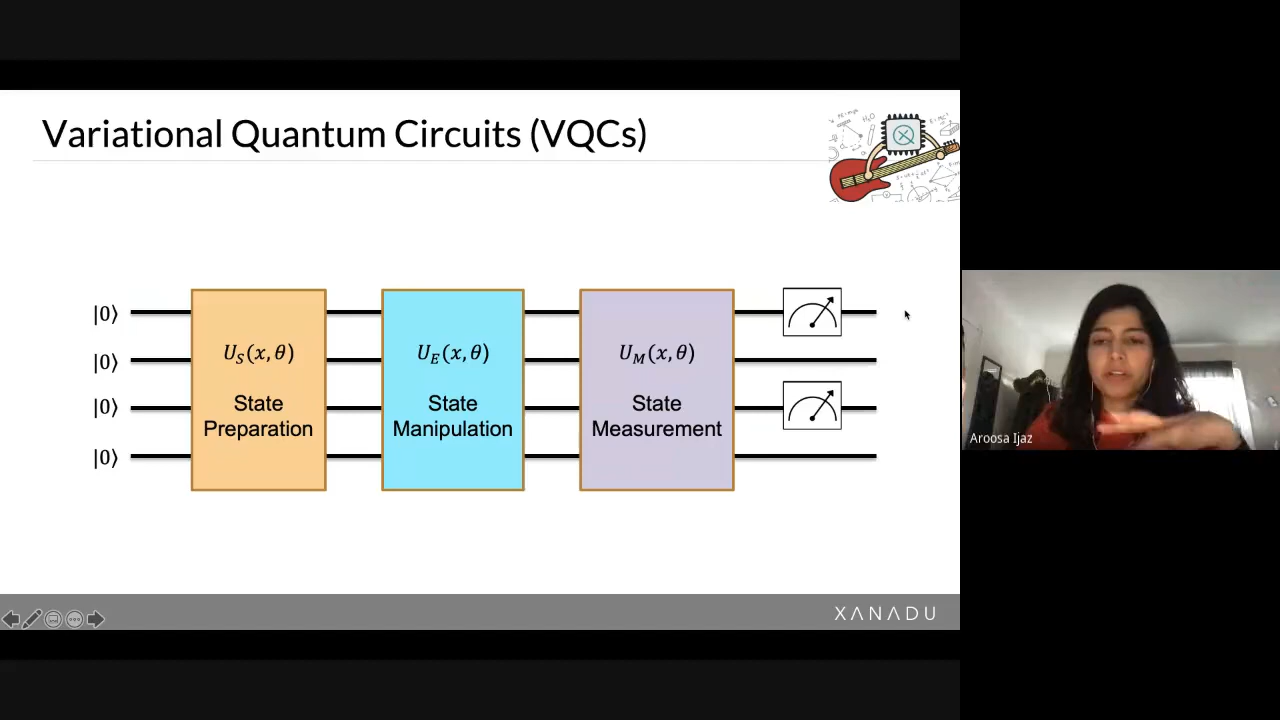 Variational Quantum Circuits (VQCs)
|0⟩
|0⟩
|0⟩
|0⟩
U_S(x,θ)
State
Preparation
U_E(x,θ)
State
Manipulation
U_M(x,θ)
State
Measurement
XANADU
Aroosa Ijaz